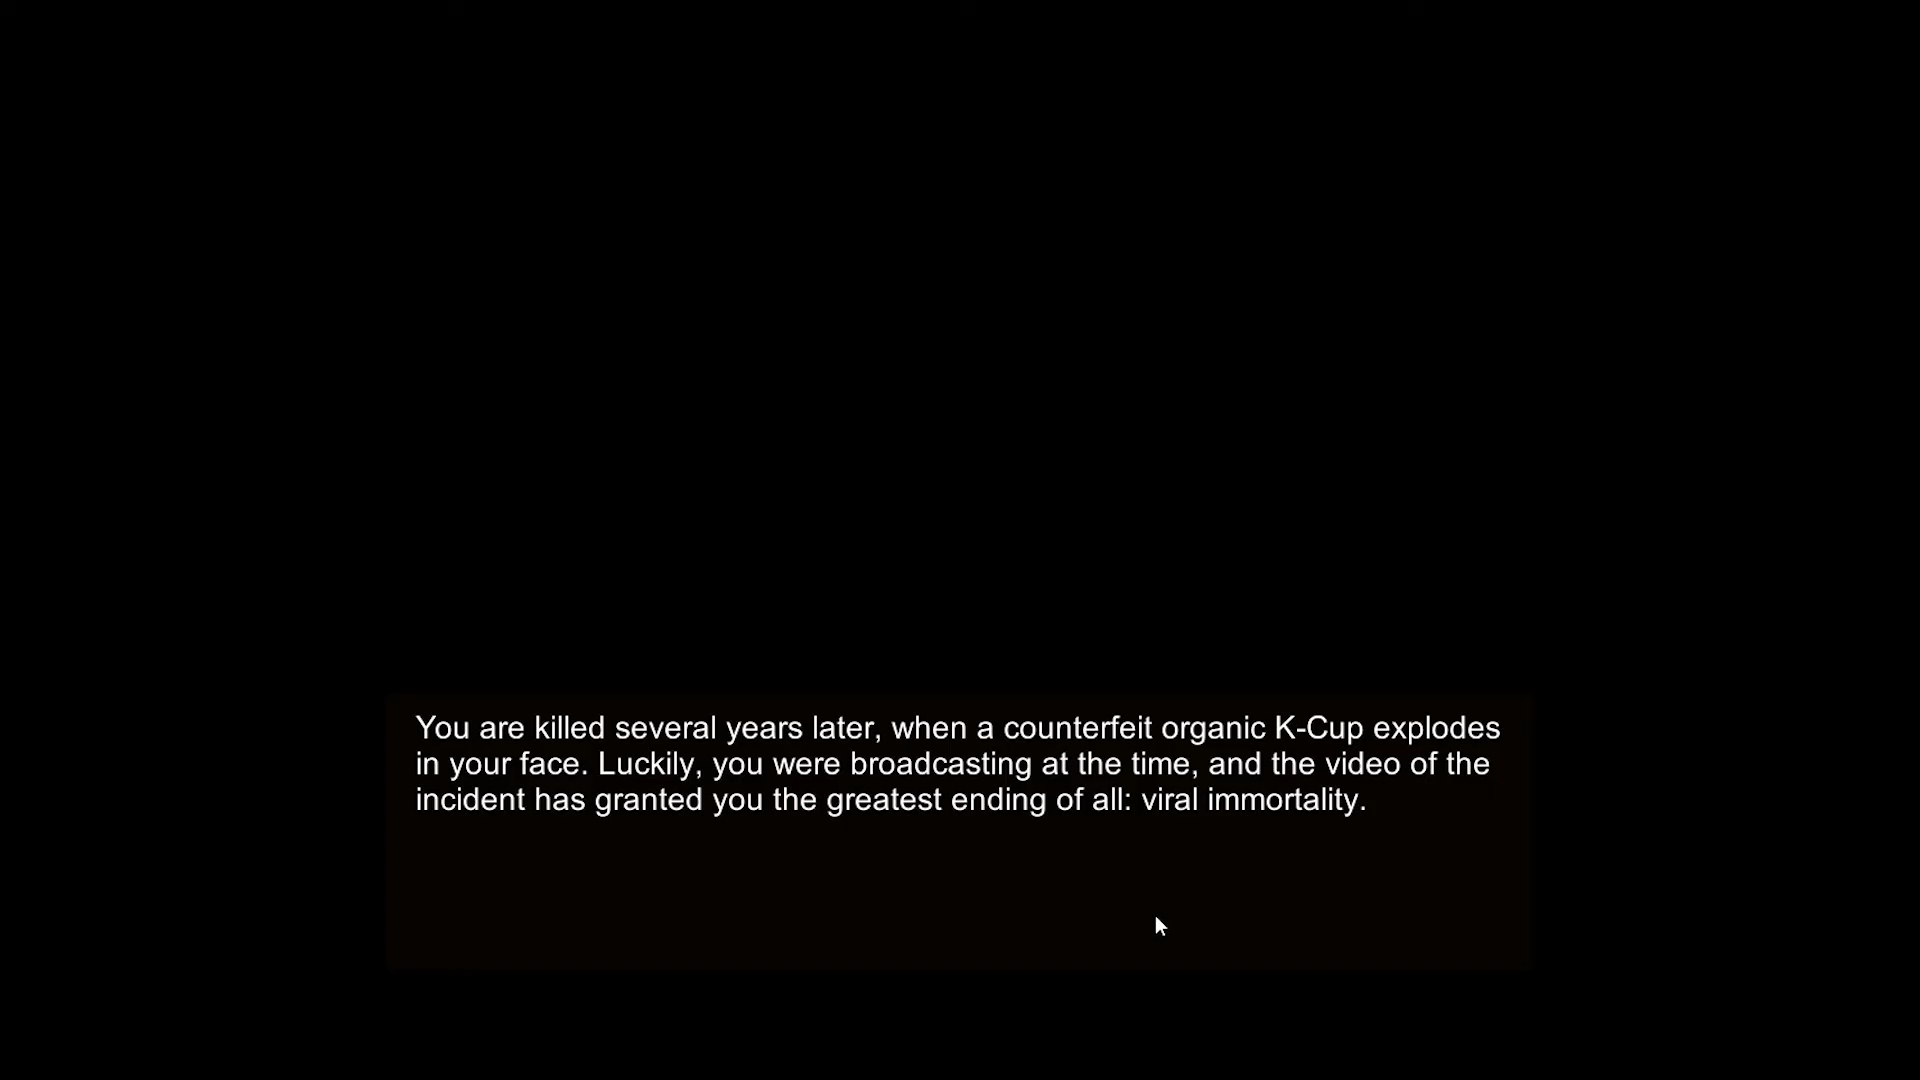 You are killed several years later, when a counterfeit organic K-Cup explodes
in your face. Luckily, you were broadcasting at the time, and the video of the
incident has granted you the greatest ending of all: viral immortality.